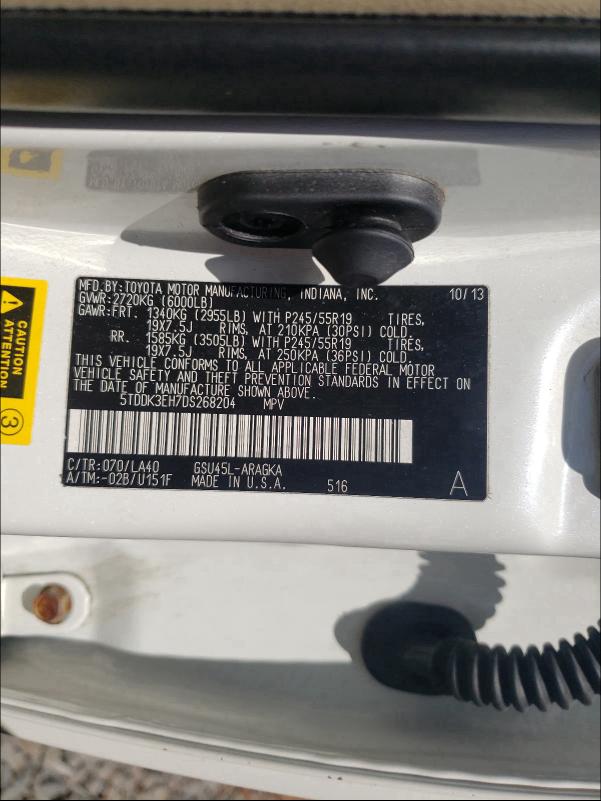 MFD.BY:TOYOTA MOTOR MANUFACTURING, INDIANA, INC. 10/13
GVWR:2720KG (6000LB)
GAWR:FRT. 1340KG (2955LB) WITH P245/55R19 TIRES,
19X7.5J RIMS, AT 210KPA (30PSI) COLD.
RR. 1585KG (3505LB) WITH P245/55R19 TIRES,
19X7.5J RIMS, AT 250KPA (36PSI) COLD.
THIS VEHICLE CONFORMS TO ALL APPLICABLE FEDERAL MOTOR
VEHICLE SAFETY AND THEFT PREVENTION STANDARDS IN EFFECT ON
THE DATE OF MANUFACTURE SHOWN ABOVE.
5TDDK3EH7DS268204 MPV
C/TR:070/LA40 GSU45L-ARAGKA
A/TM:-02B/U151F MADE IN U.S.A. 516 A
CAUTION
ATTENTION
3